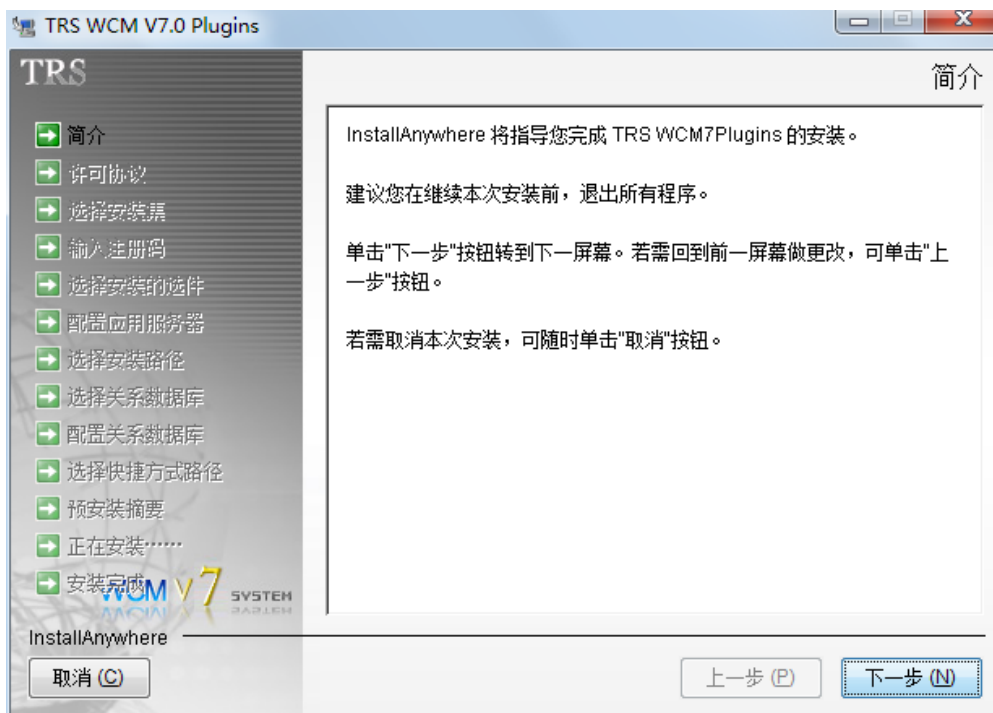 TRS WCM V7.0 Plugins
TRS
简介
简介
许可协议
选择安装集
输入注册码
选择安装的选件
配置应用服务器
选择安装路径
选择关系数据库
配置关系数据库
选择快捷方式路径
预安装摘要
正在安装……
安装完成
WCM V7 SYSTEM
InstallAnywhere 将指导您完成 TRS WCM7Plugins 的安装。
建议您在继续本次安装前，退出所有程序。
单击"下一步"按钮转到下一屏幕。若需回到前一屏幕做更改，可单击"上
一步"按钮。
若需取消本次安装，可随时单击"取消"按钮。
InstallAnywhere
取消 (C)
上一步 (P)
下一步 (N)